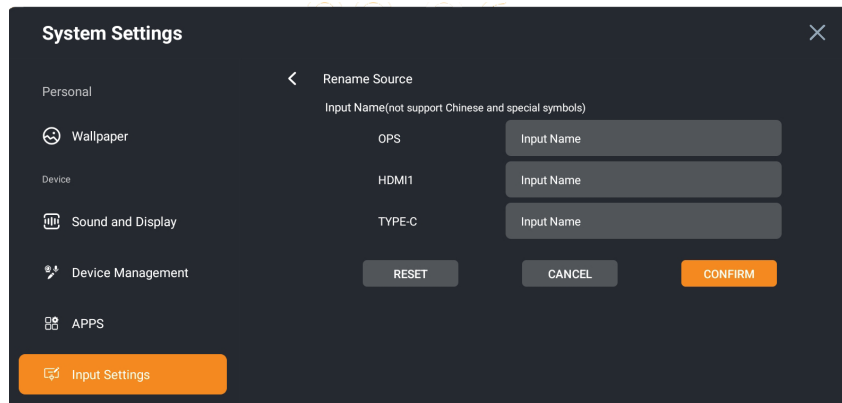 System Settings
Personal
Wallpaper
Device
Sound and Display
Device Management
APPS
Input Settings
Rename Source
Input Name(not support Chinese and special symbols)
OPS Input Name
HDMI1 Input Name
TYPE-C Input Name
RESET CANCEL CONFIRM